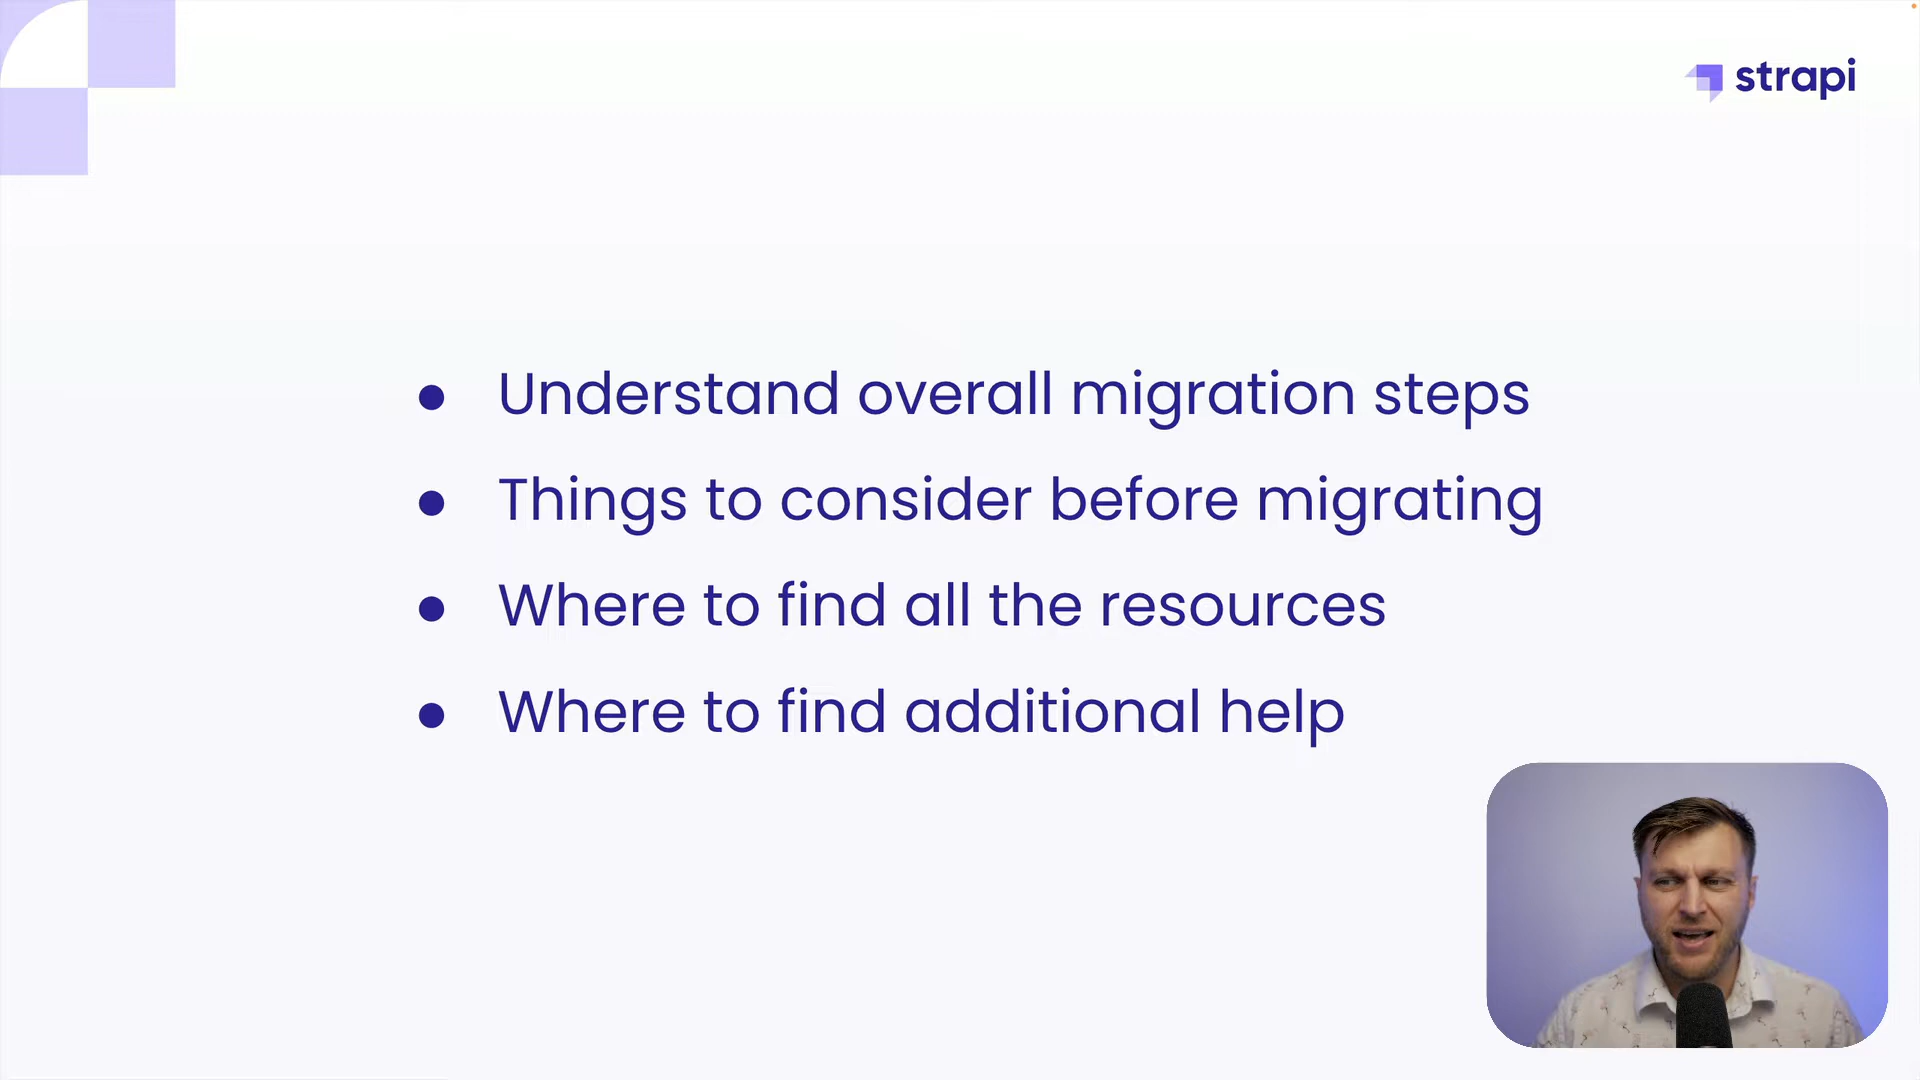 strapi
Understand overall migration steps
Things to consider before migrating
Where to find all the resources
Where to find additional help